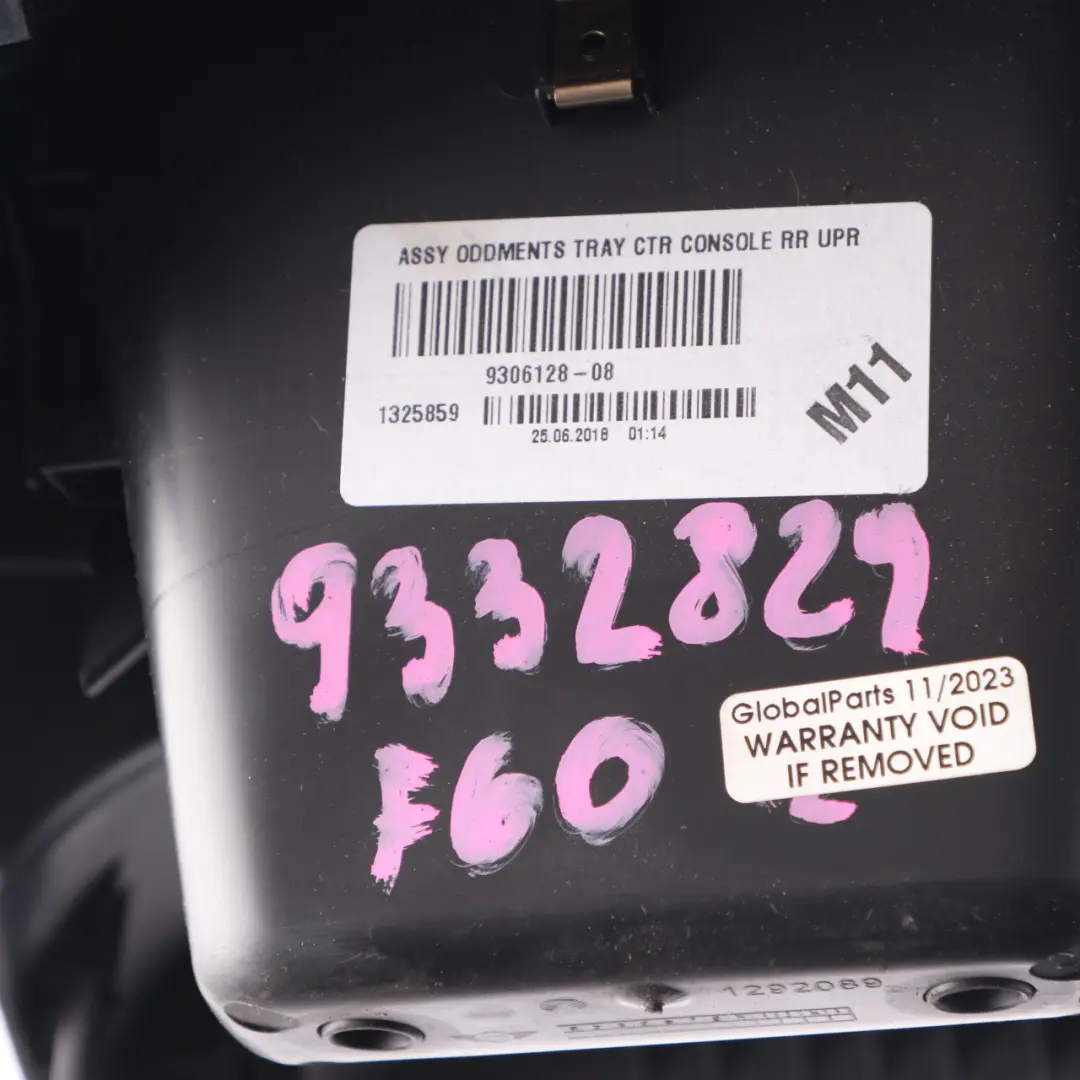 ASSY ODDMENTS TRAY CTR CONSOLE RR UPR
9306128-08
1325859
25.06.2018 01:14
M11
9332829
F60
GlobalParts 11/2023
WARRANTY VOID
IF REMOVED
1292089